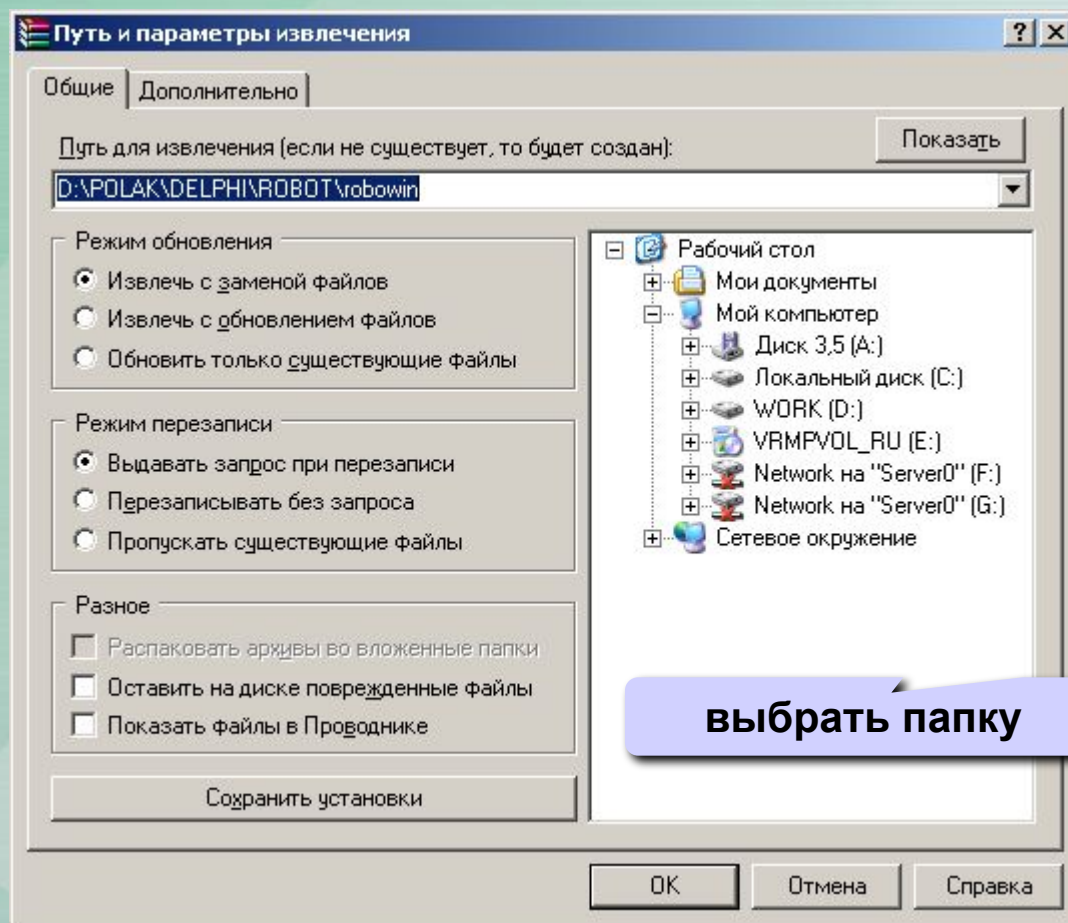 Путь и параметры извлечения
Общие
Дополнительно
Путь для извлечения (если не существует, то будет создан):
Показать
D:\POLAK\DELPHI\ROBOT\robowin
Режим обновления
Извлечь с заменой файлов
Извлечь с обновлением файлов
Обновить только существующие файлы
Режим перезаписи
Выдавать запрос при перезаписи
Перезаписывать без запроса
Пропускать существующие файлы
Разное
Распаковать архивы во вложенные папки
Оставить на диске поврежденные файлы
Показать файлы в Проводнике
Сохранить установки
Рабочий стол
Мои документы
Мой компьютер
Диск 3,5 (A:)
Локальный диск (C:)
WORK (D:)
VRMPVOL_RU (E:)
Network на "Server0" (F:)
Network на "Server0" (G:)
Сетевое окружение
выбрать папку
OK
Отмена
Справка